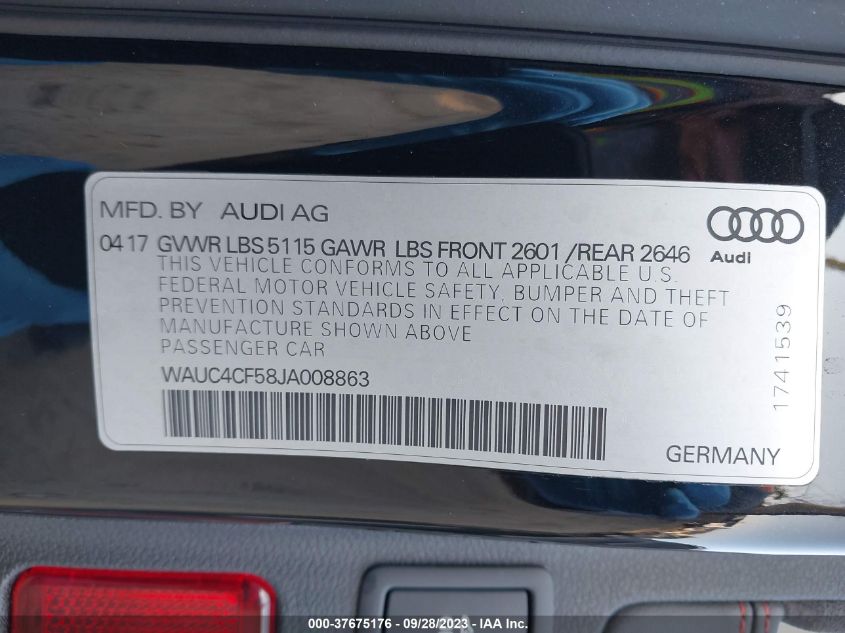 MFD. BY AUDI AG
04 17 GVWR LBS 5115 GAWR LBS FRONT 2601 /REAR 2646
Audi
THIS VEHICLE CONFORMS TO ALL APPLICABLE U.S.
FEDERAL MOTOR VEHICLE SAFETY, BUMPER AND THEFT
PREVENTION STANDARDS IN EFFECT ON THE DATE OF
MANUFACTURE SHOWN ABOVE
PASSENGER CAR
WAUC4CF58JA008863
1741539
GERMANY
000-37675176 - 09/28/2023 - IAAI.COM